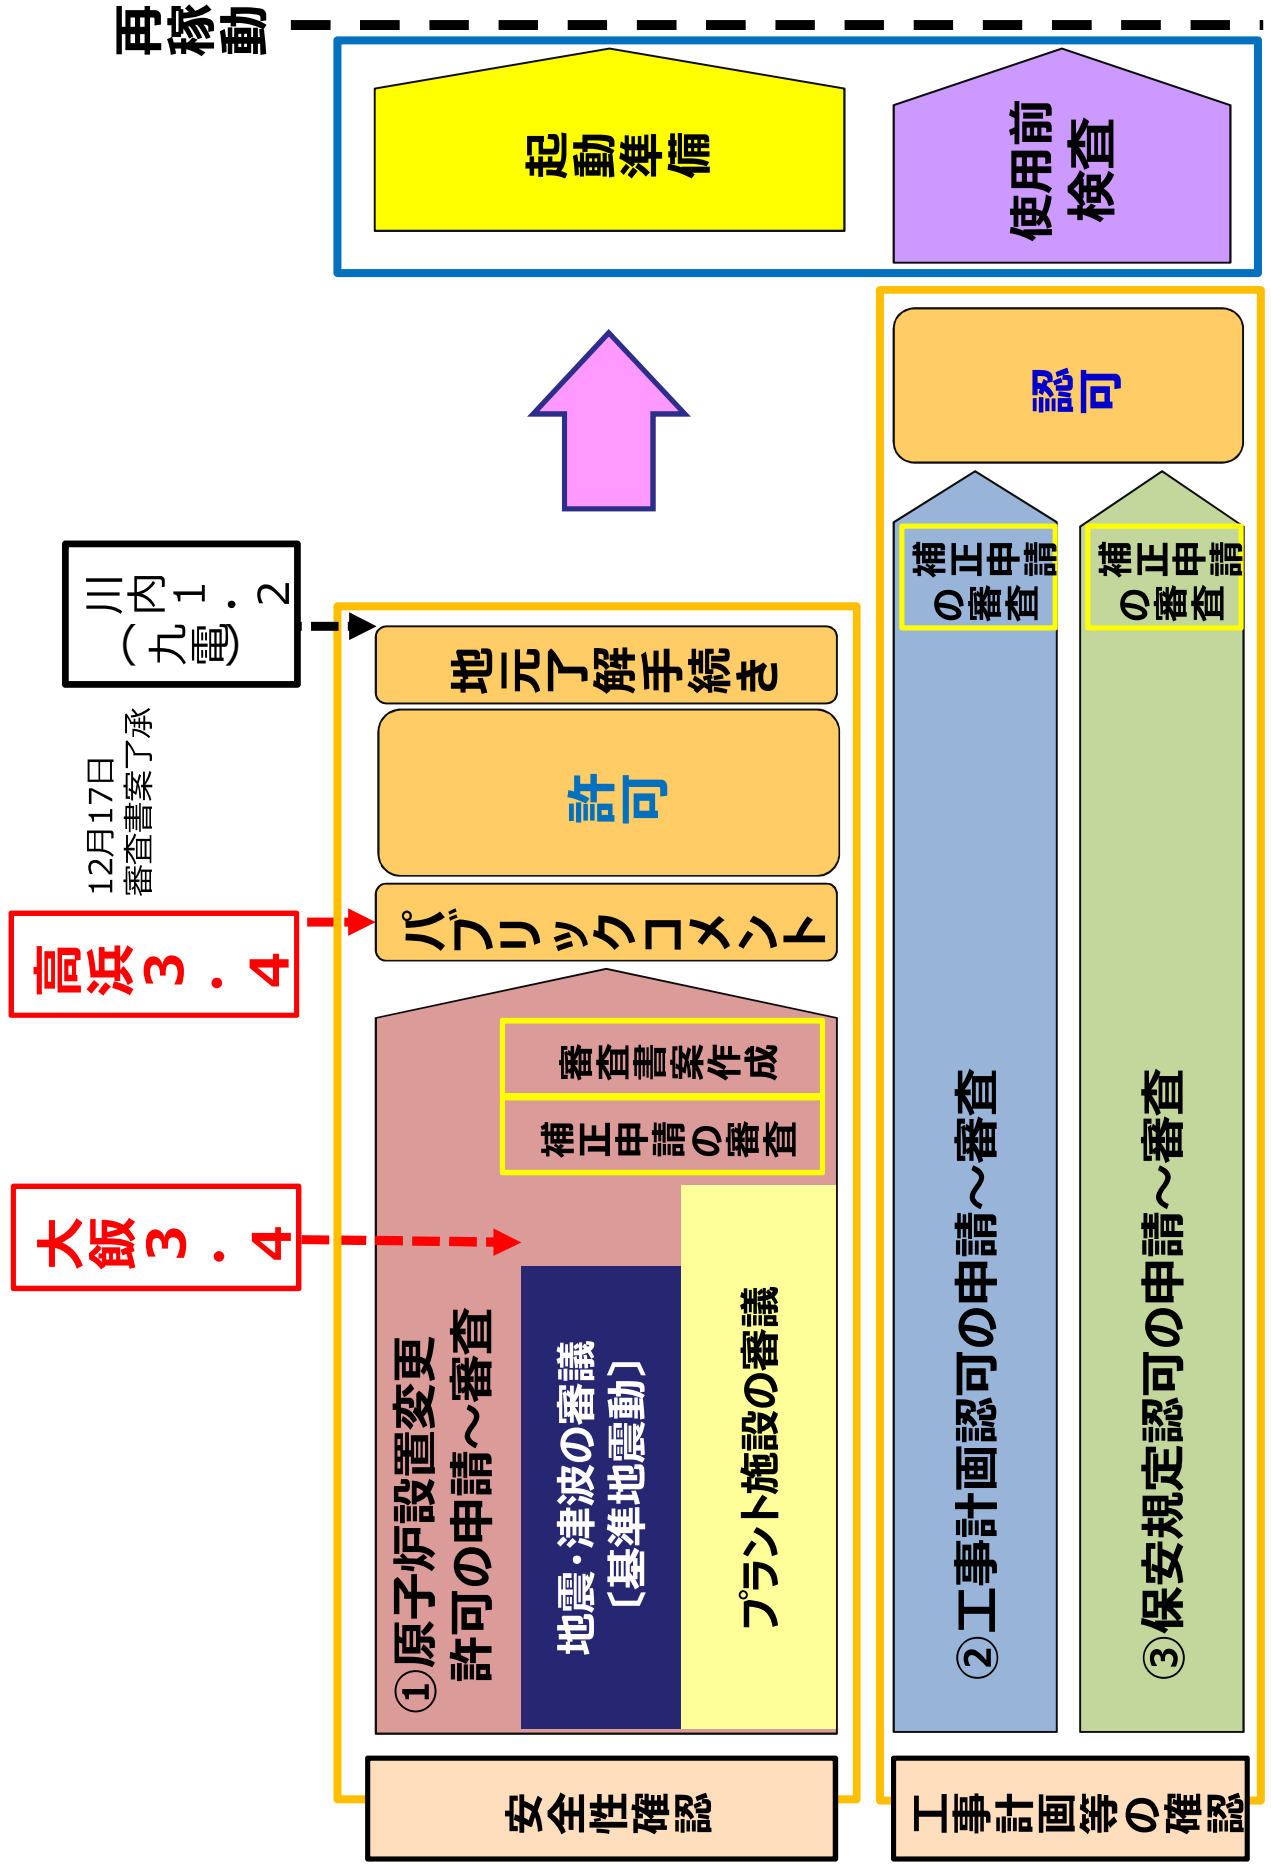 大飯３．４
高浜３．４
12月17日
審査書案了承
川内１．２
（九電）
再稼動
安全性確認
①原子炉設置変更
許可の申請～審査
地震・津波の審議
〔基準地震動〕
プラント施設の審議
補正申請の審査
審査書案作成
パブリックコメント
許可
地元了解手続き
起動準備
工事計画等の確認
②工事計画認可の申請～審査
補正申請
の審査
③保安規定認可の申請～審査
補正申請
の審査
認可
使用前
検査